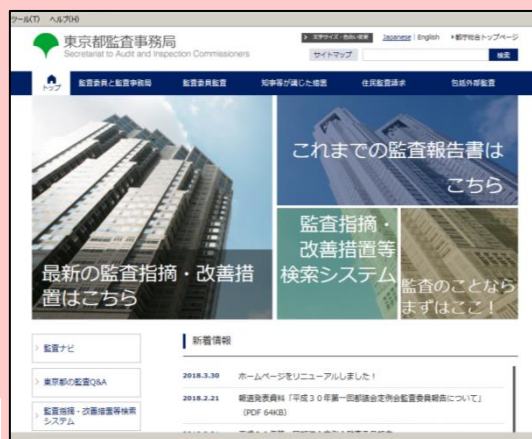 ツール(T) ヘルプ(H)
東京都監査事務局
Secretariat to Audit and Inspection Commissioners
文字サイズ・色合い変更 Japanese | English 都庁総合トップページ
サイトマップ 検索
トップ 監査委員と監査事務局 監査委員監査 知事等が講じた措置 住民監査請求 包括外部監査
これまでの監査報告書は
こちら
監査指摘・
改善措置等
検索システム
最新の監査指摘・改善措
置はこちら
監査のことなら
まずはここ！
監査ナビ
東京都の監査Q&A
監査指摘・改善措置等検索
システム
新着情報
2018.3.30 ホームページをリニューアルしました！
2018.2.21 報道発表資料「平成３０年第一回都議会定例会監査委員報告について」
（PDF 64KB）